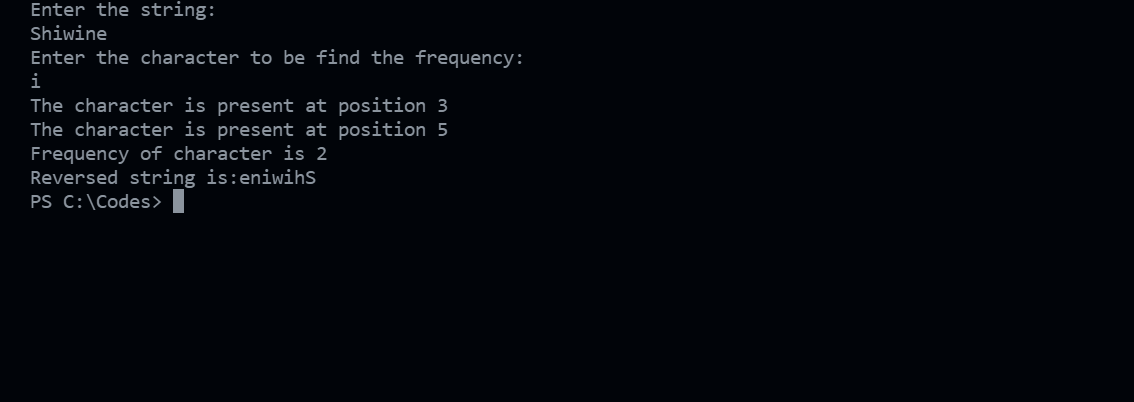 Enter the string:
Shiwine
Enter the character to be find the frequency:
i
The character is present at position 3
The character is present at position 5
Frequency of character is 2
Reversed string is:eniwihS
PS C:\Codes>